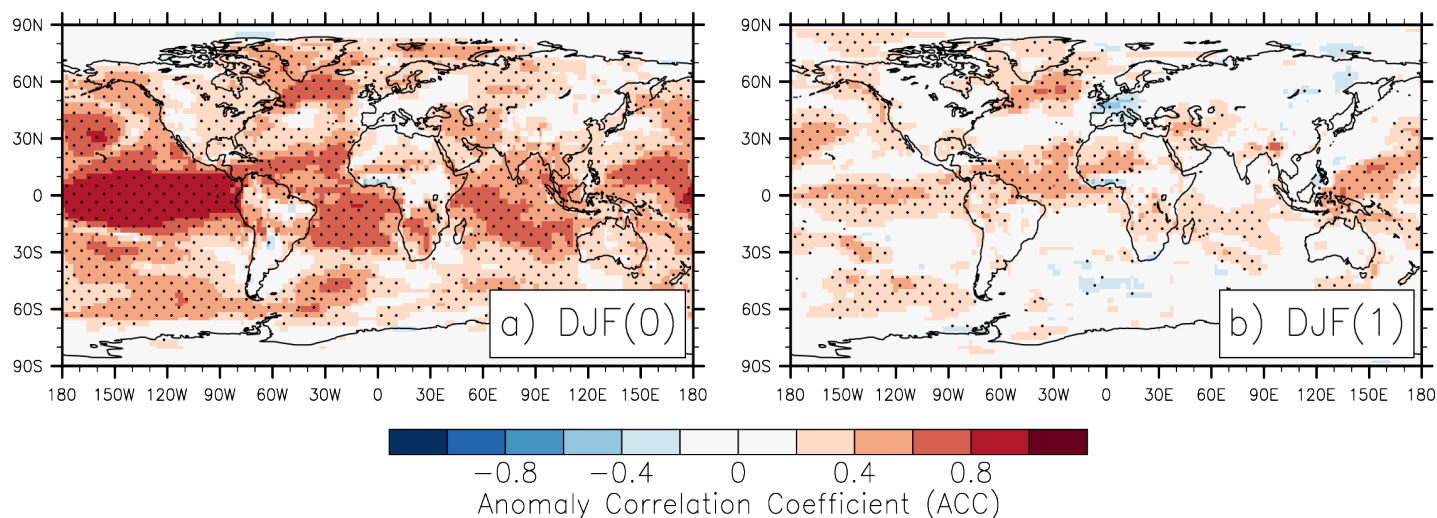 90N
60N
30N
0
30S
60S
90S
180 150W 120W 90W 60W 30W 0 30E 60E 90E 120E 150E 180
a) DJF(0)
90N
60N
30N
0
30S
60S
90S
180 150W 120W 90W 60W 30W 0 30E 60E 90E 120E 150E 180
b) DJF(1)
−0.8 −0.4 0 0.4 0.8
Anomaly Correlation Coefficient (ACC)